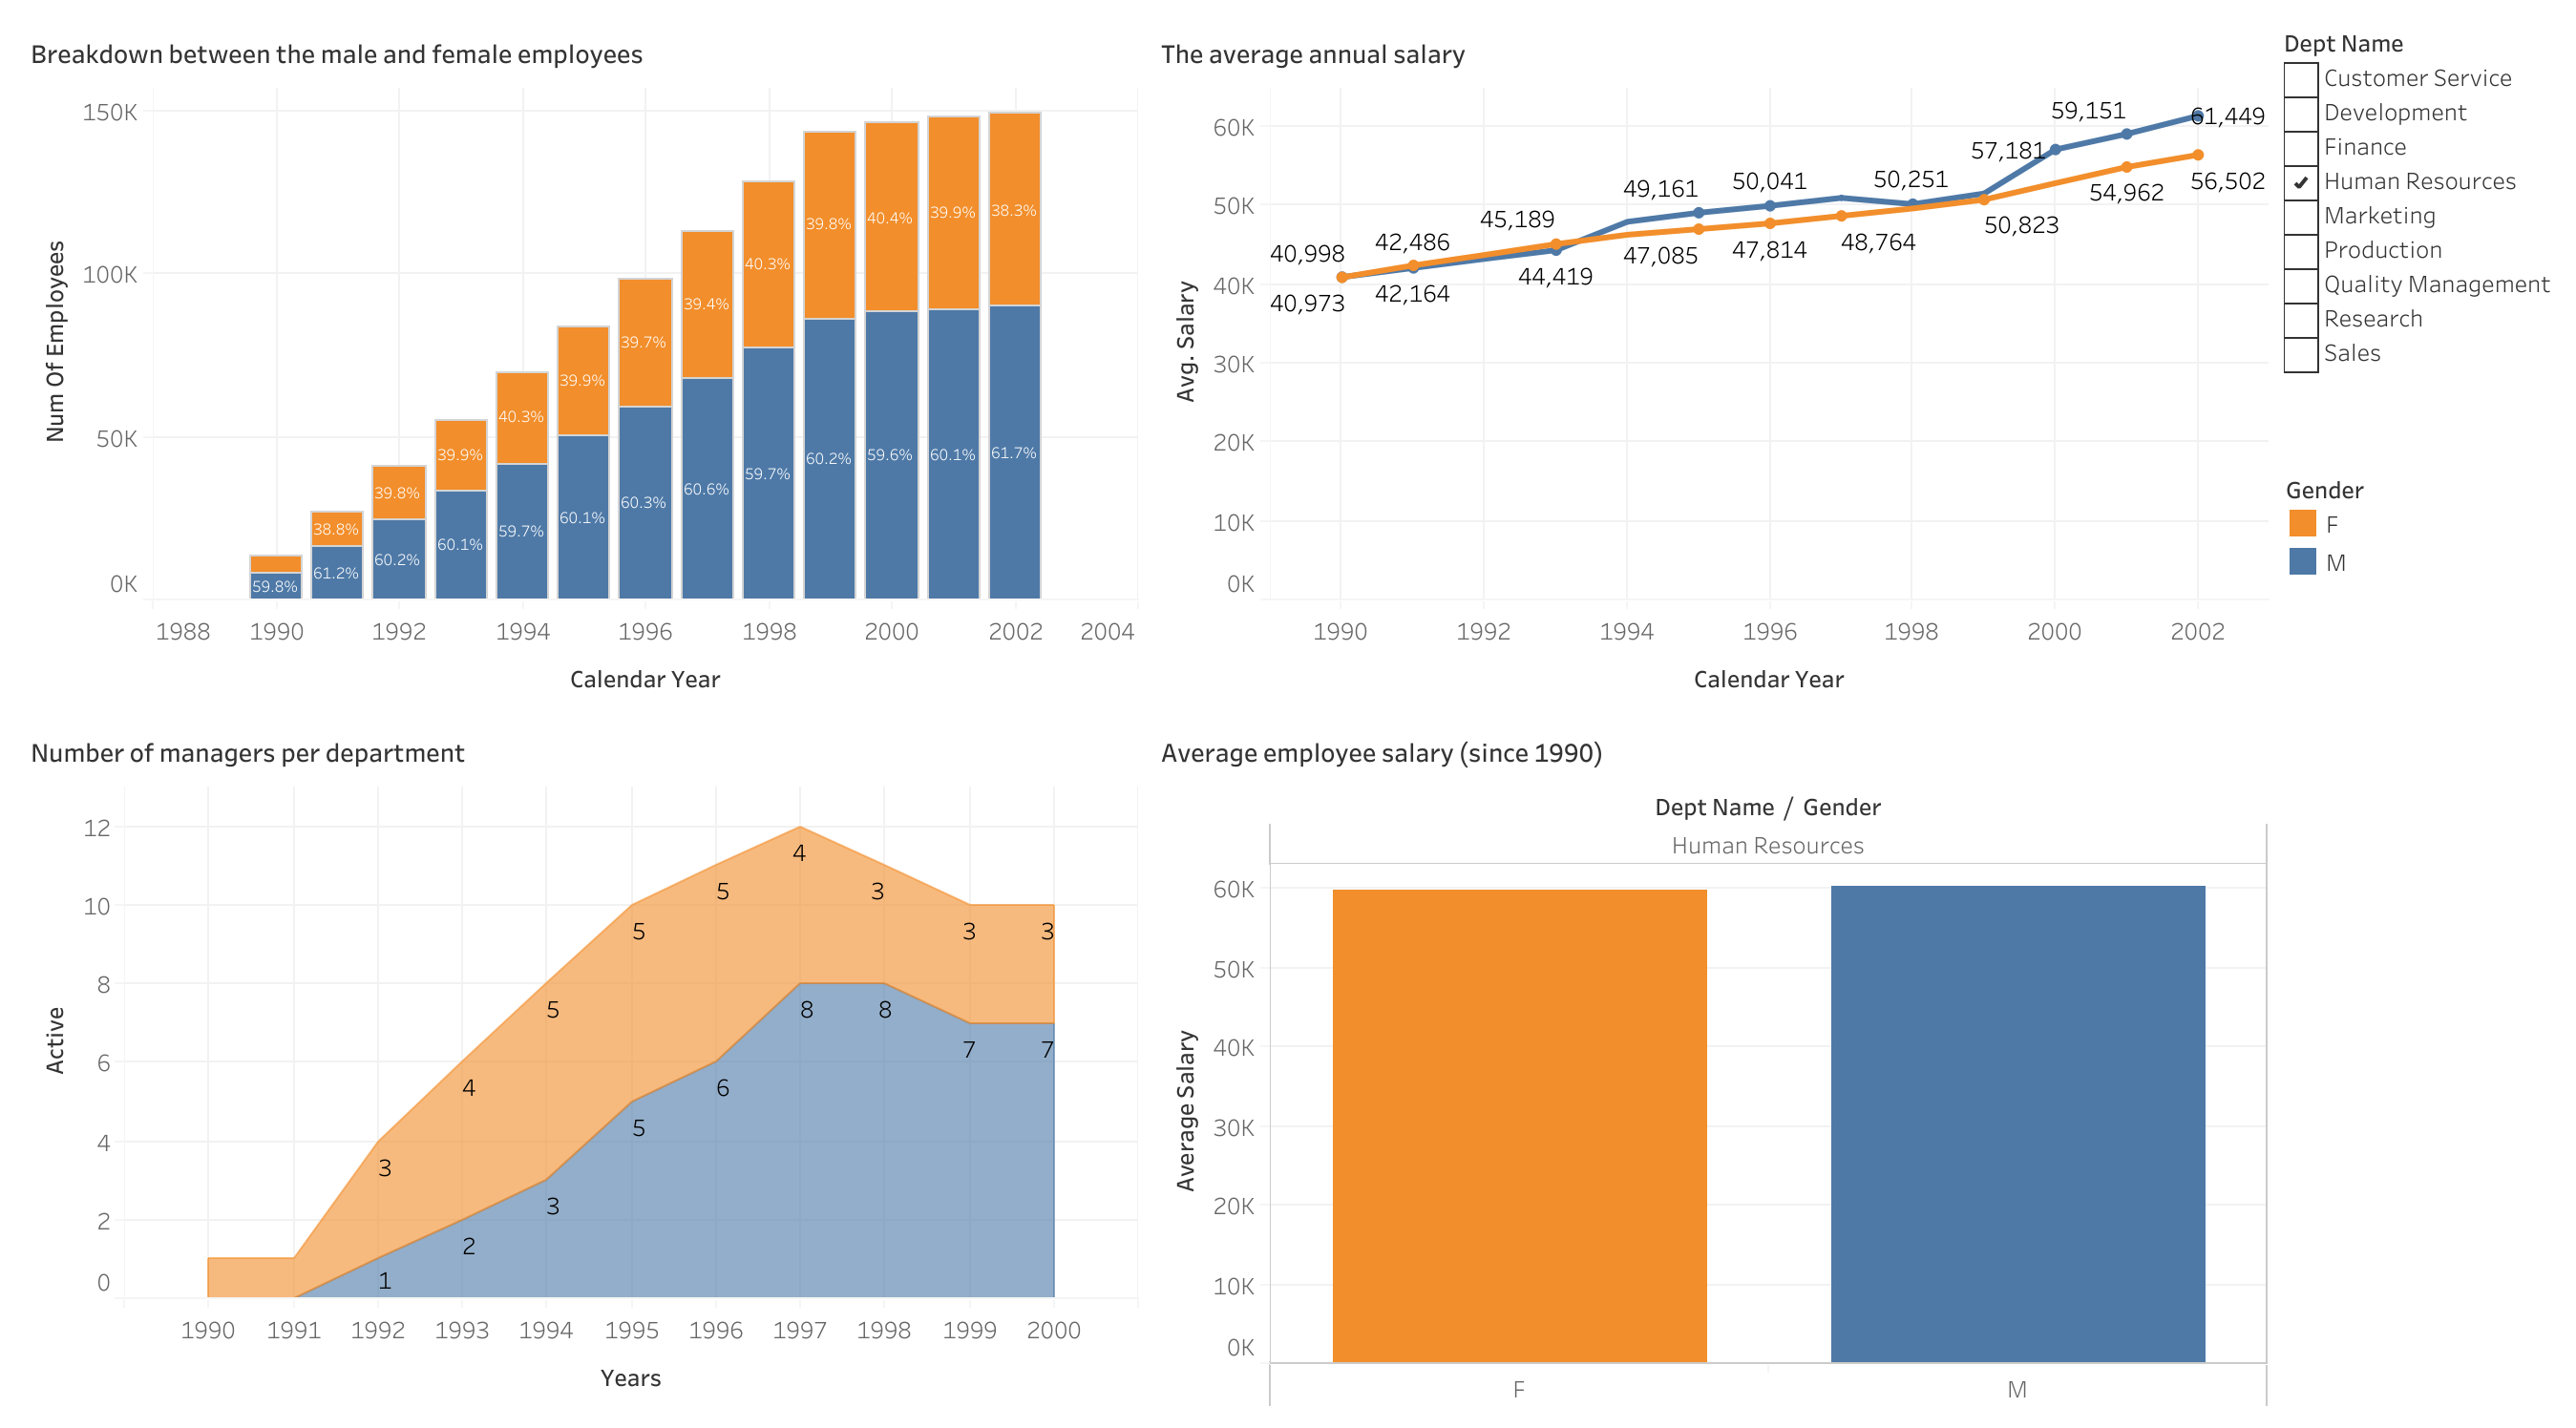 Breakdown between the male and female employees
150K
100K
50K
0K
Num Of Employees
59.8%
38.8%
61.2%
39.8%
60.2%
39.9%
60.1%
40.3%
59.7%
39.9%
60.1%
39.7%
60.3%
39.4%
60.6%
40.3%
59.7%
39.8%
60.2%
40.4%
59.6%
39.9%
60.1%
38.3%
61.7%
1988 1990 1992 1994 1996 1998 2000 2002 2004
Calendar Year
The average annual salary
60K
50K
40K
30K
20K
10K
0K
Avg. Salary
40,998
40,973
42,486
42,164
45,189
44,419
49,161
47,085
50,041
47,814
48,764
50,251
50,823
57,181
59,151
54,962
61,449
56,502
1990 1992 1994 1996 1998 2000 2002
Calendar Year
Dept Name
Customer Service
Development
Finance
Human Resources
Marketing
Production
Quality Management
Research
Sales
Gender
F
M
Number of managers per department
12
10
8
6
4
2
0
Active
3
1
4
2
5
3
5
5
5
6
4
8
3
8
3
7
3
7
1990 1991 1992 1993 1994 1995 1996 1997 1998 1999 2000
Years
Average employee salary (since 1990)
Dept Name / Gender
Human Resources
60K
50K
40K
30K
20K
10K
0K
Average Salary
F M